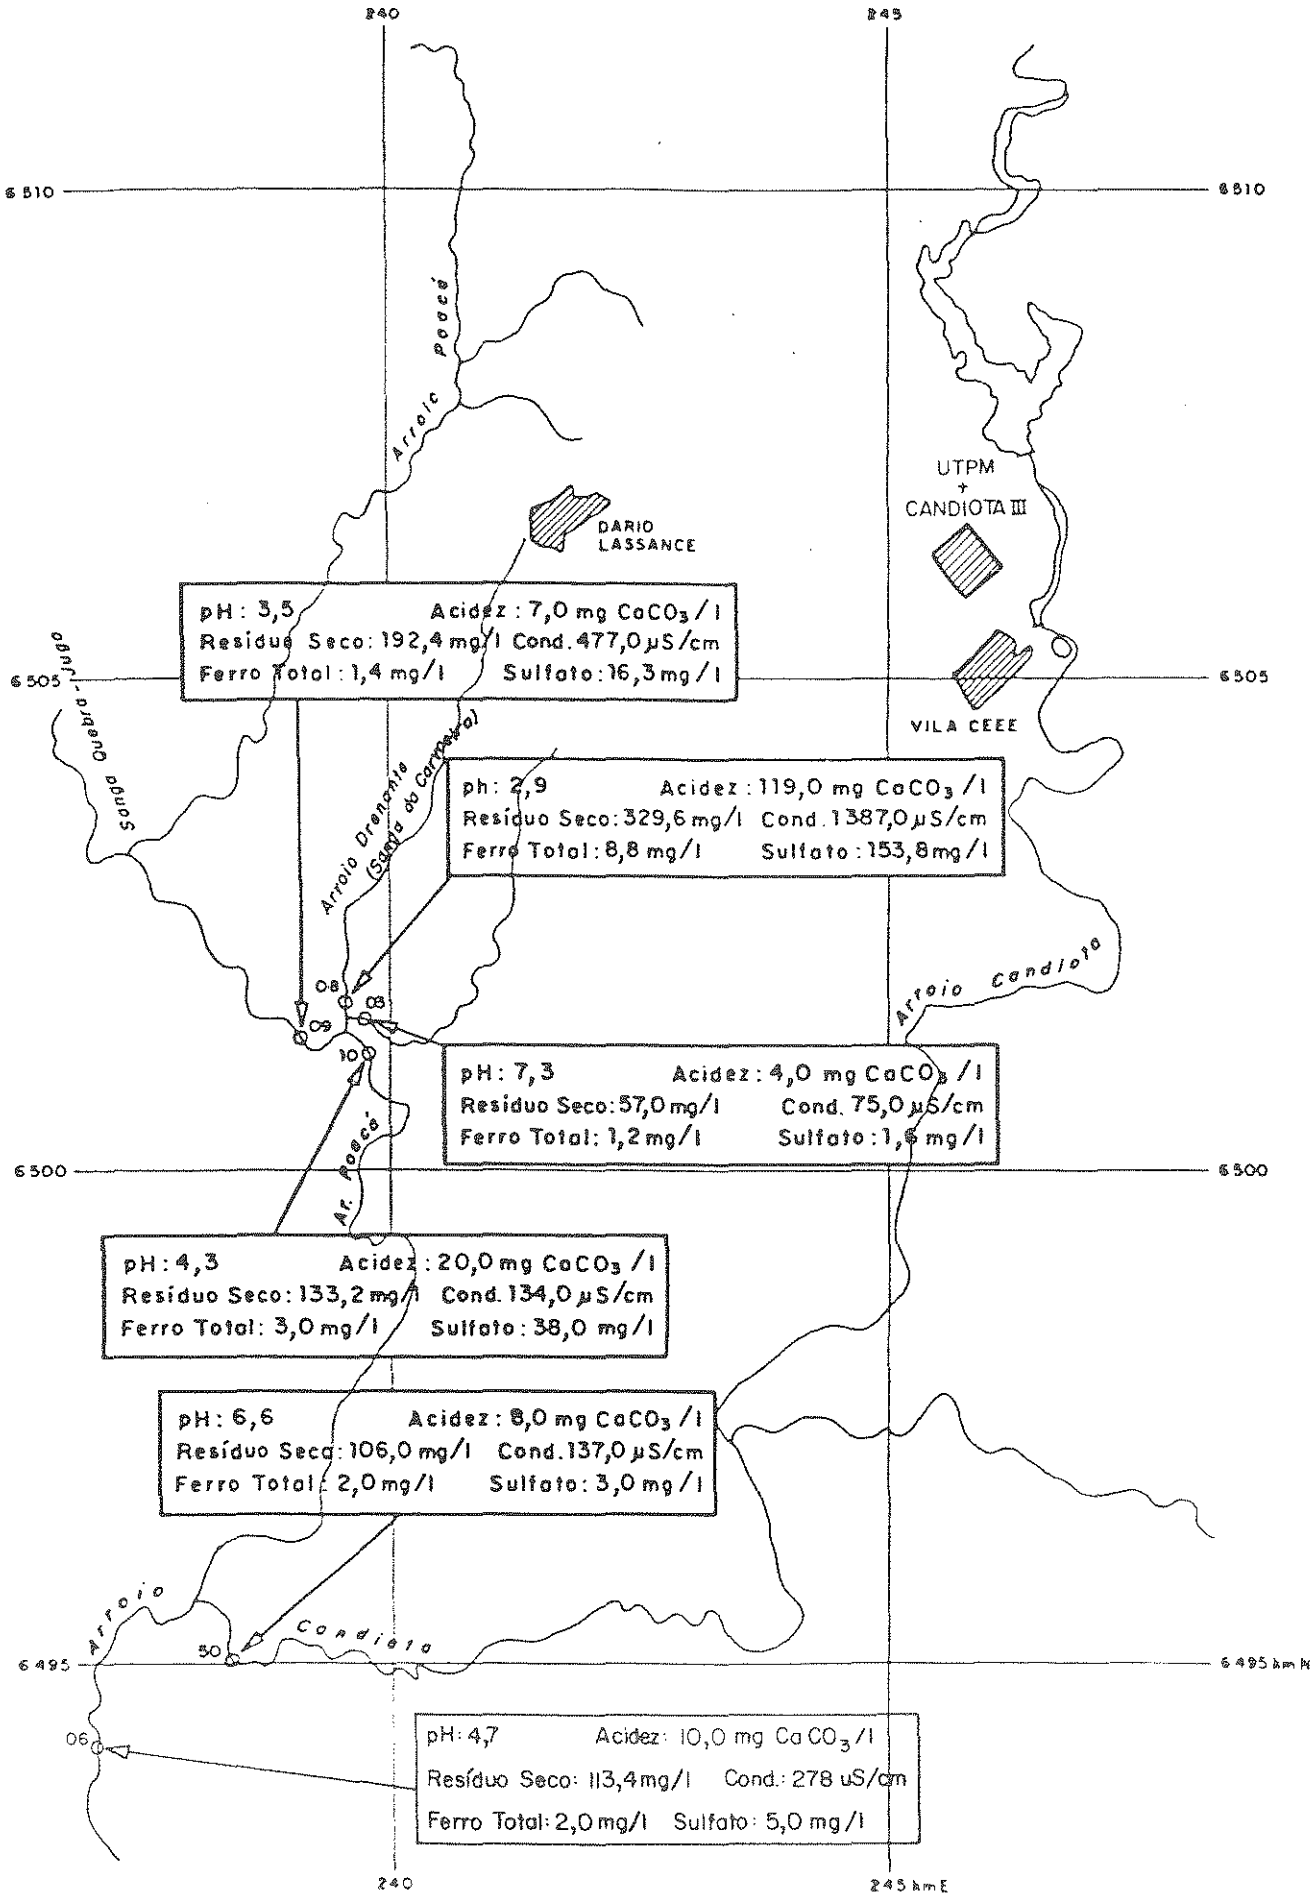 240 245
6510 6510
Arroio Poacá
UTPM
+
CANDIOTA III
DARIO
LASSANCE
pH: 3,5 Acidez: 7,0 mg CaCO₃/l
Resíduo Seco: 192,4 mg/l Cond. 477,0 µS/cm
Ferro Total: 1,4 mg/l Sulfato: 16,3 mg/l
Sanga Quebra-Jugo
6505 6505
VILA CEEE
Arroio Drenante
(Sanga da Carvoeira)
ph: 2,9 Acidez: 119,0 mg CaCO₃/l
Resíduo Seco: 329,6 mg/l Cond. 1387,0 µS/cm
Ferro Total: 8,8 mg/l Sulfato: 153,8 mg/l
Arroio Candiota
08
03
09
10
pH: 7,3 Acidez: 4,0 mg CaCO₃/l
Resíduo Seco: 57,0 mg/l Cond. 75,0 µS/cm
Ferro Total: 1,2 mg/l Sulfato: 1,6 mg/l
Ar. Poacá
6500 6500
pH: 4,3 Acidez: 20,0 mg CaCO₃/l
Resíduo Seco: 133,2 mg/l Cond. 134,0 µS/cm
Ferro Total: 3,0 mg/l Sulfato: 38,0 mg/l
pH: 6,6 Acidez: 8,0 mg CaCO₃/l
Resíduo Seco: 106,0 mg/l Cond. 137,0 µS/cm
Ferro Total: 2,0 mg/l Sulfato: 3,0 mg/l
Arroio Candiota
50
6495 6495 km N
06
pH: 4,7 Acidez: 10,0 mg CaCO₃/l
Resíduo Seco: 113,4 mg/l Cond.: 278 uS/cm
Ferro Total: 2,0 mg/l Sulfato: 5,0 mg/l
240 245 km E